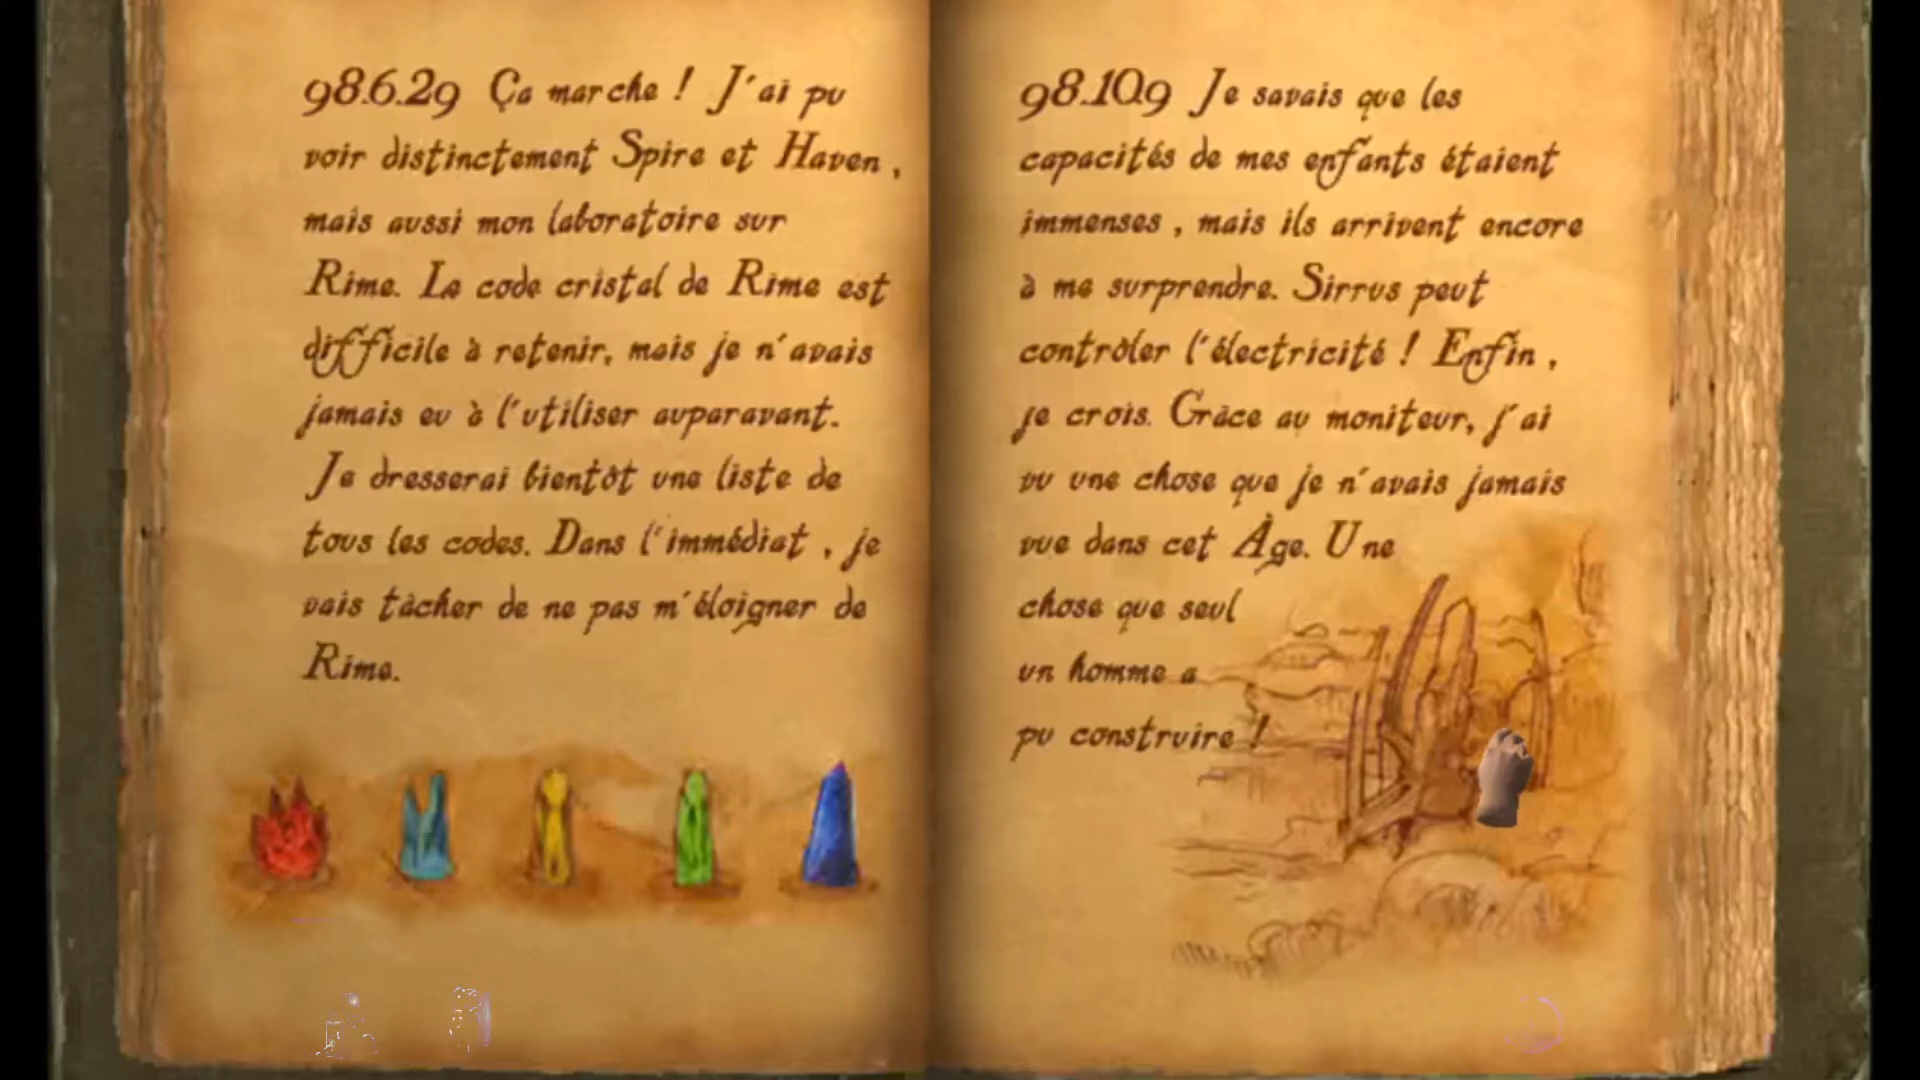 98.6.29 Ça marche ! J'ai pu
voir distinctement Spire et Haven,
mais aussi mon laboratoire sur
Rime. Le code cristal de Rime est
difficile à retenir, mais je n'avais
jamais eu à l'utiliser auparavant.
Je dresserai bientôt une liste de
tous les codes. Dans l'immédiat, je
vais tâcher de ne pas m'éloigner de
Rime.
98.10.9 Je savais que les
capacités de mes enfants étaient
immenses, mais ils arrivent encore
à me surprendre. Sirrus peut
contrôler l'électricité ! Enfin,
je crois. Grâce au moniteur, j'ai
vu une chose que je n'avais jamais
vue dans cet Âge. Une
chose que seul
un homme a
pu construire !